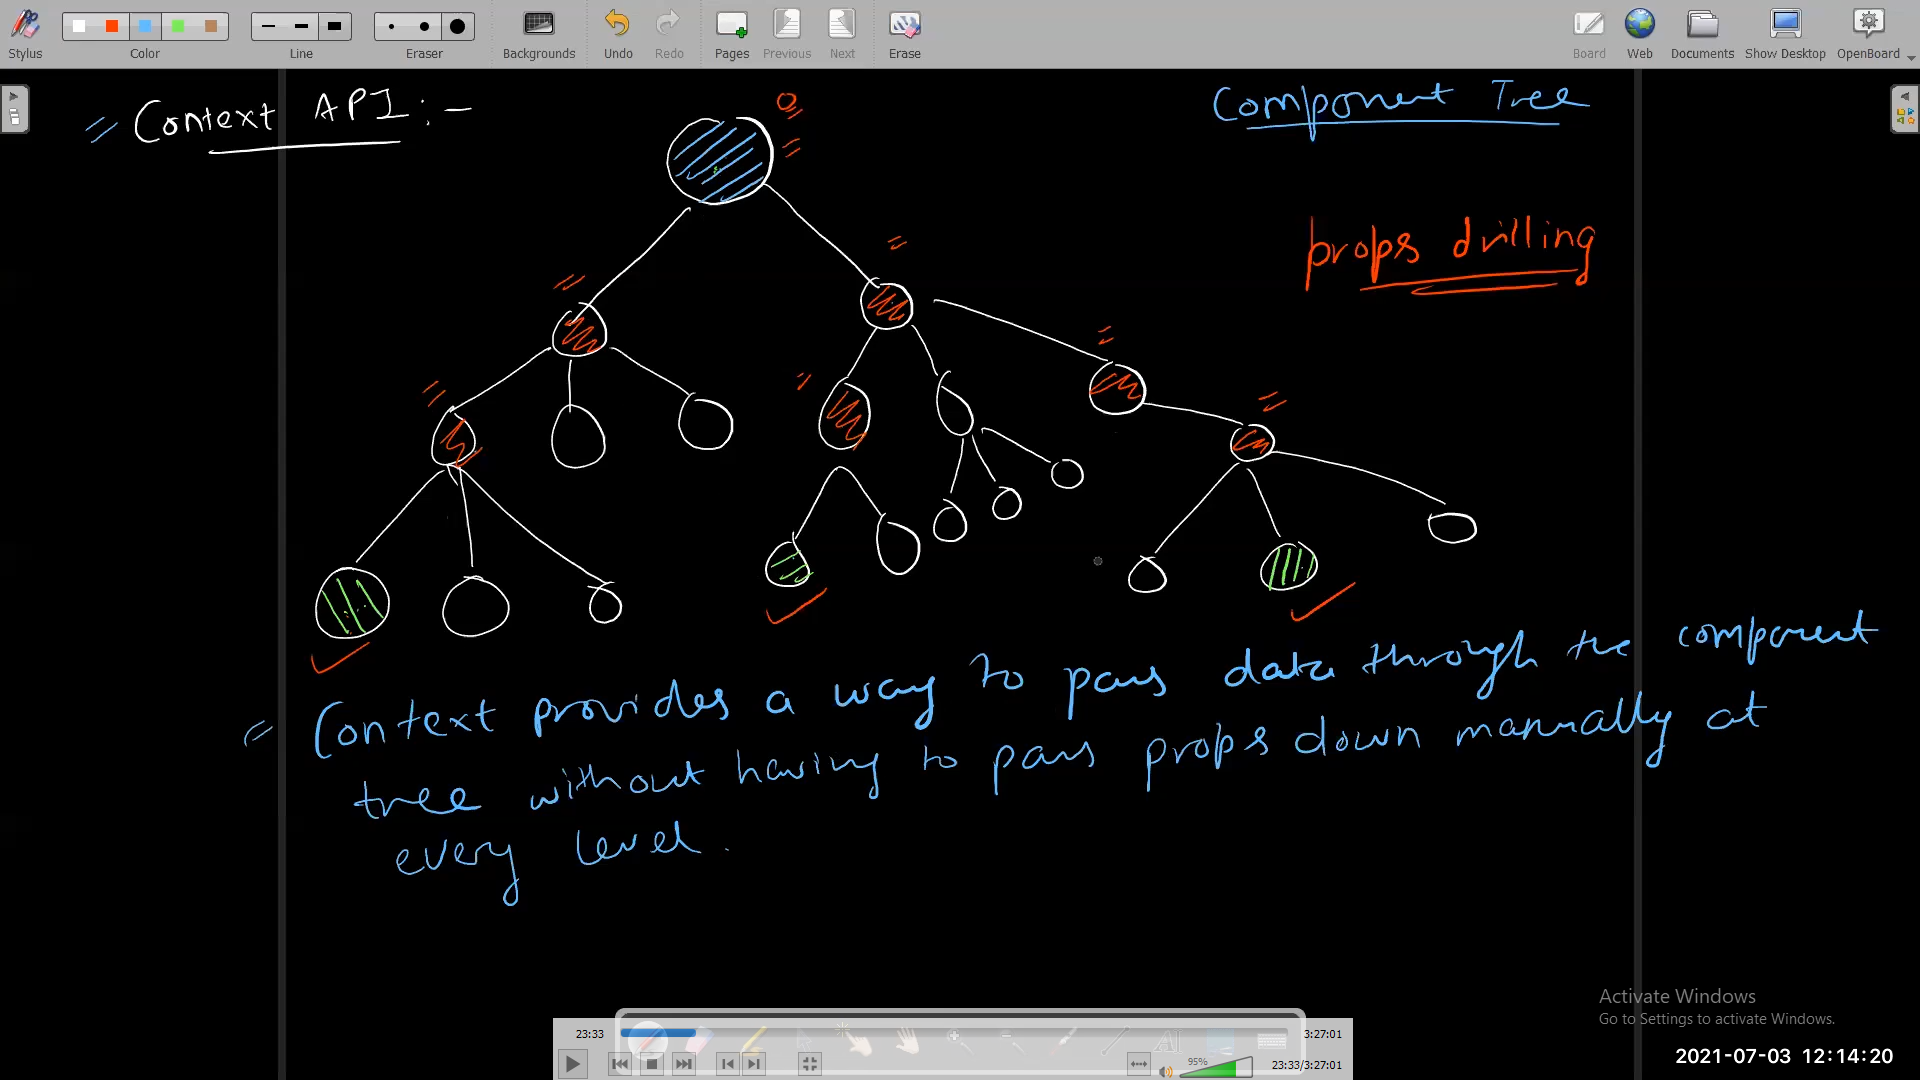 Stylus
Color
Line
Eraser
Backgrounds
Undo
Redo
Pages
Previous
Next
Erase
Board
Web
Documents
Show Desktop
OpenBoard
= Context API : -
Component Tree
props drilling
= Context provides a way to pass data through the component
tree without having to pass props down manually at
every level.
Activate Windows
Go to Settings to activate Windows.
23:33
3:27:01
95%
23:33/3:27:01
2021-07-03 12:14:20